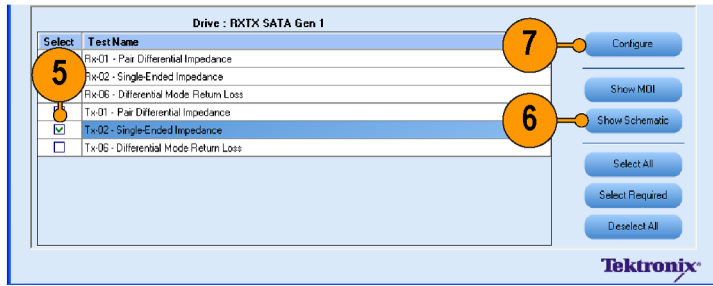 Drive : RXTX SATA Gen 1
Select Test Name
Rx-01 - Pair Differential Impedance
Rx-02 - Single-Ended Impedance
Rx-06 - Differential Mode Return Loss
Tx-01 - Pair Differential Impedance
Tx-02 - Single-Ended Impedance
Tx-06 - Differential Mode Return Loss
5
7
6
Configure
Show MOI
Show Schematic
Select All
Select Required
Deselect All
Tektronix®